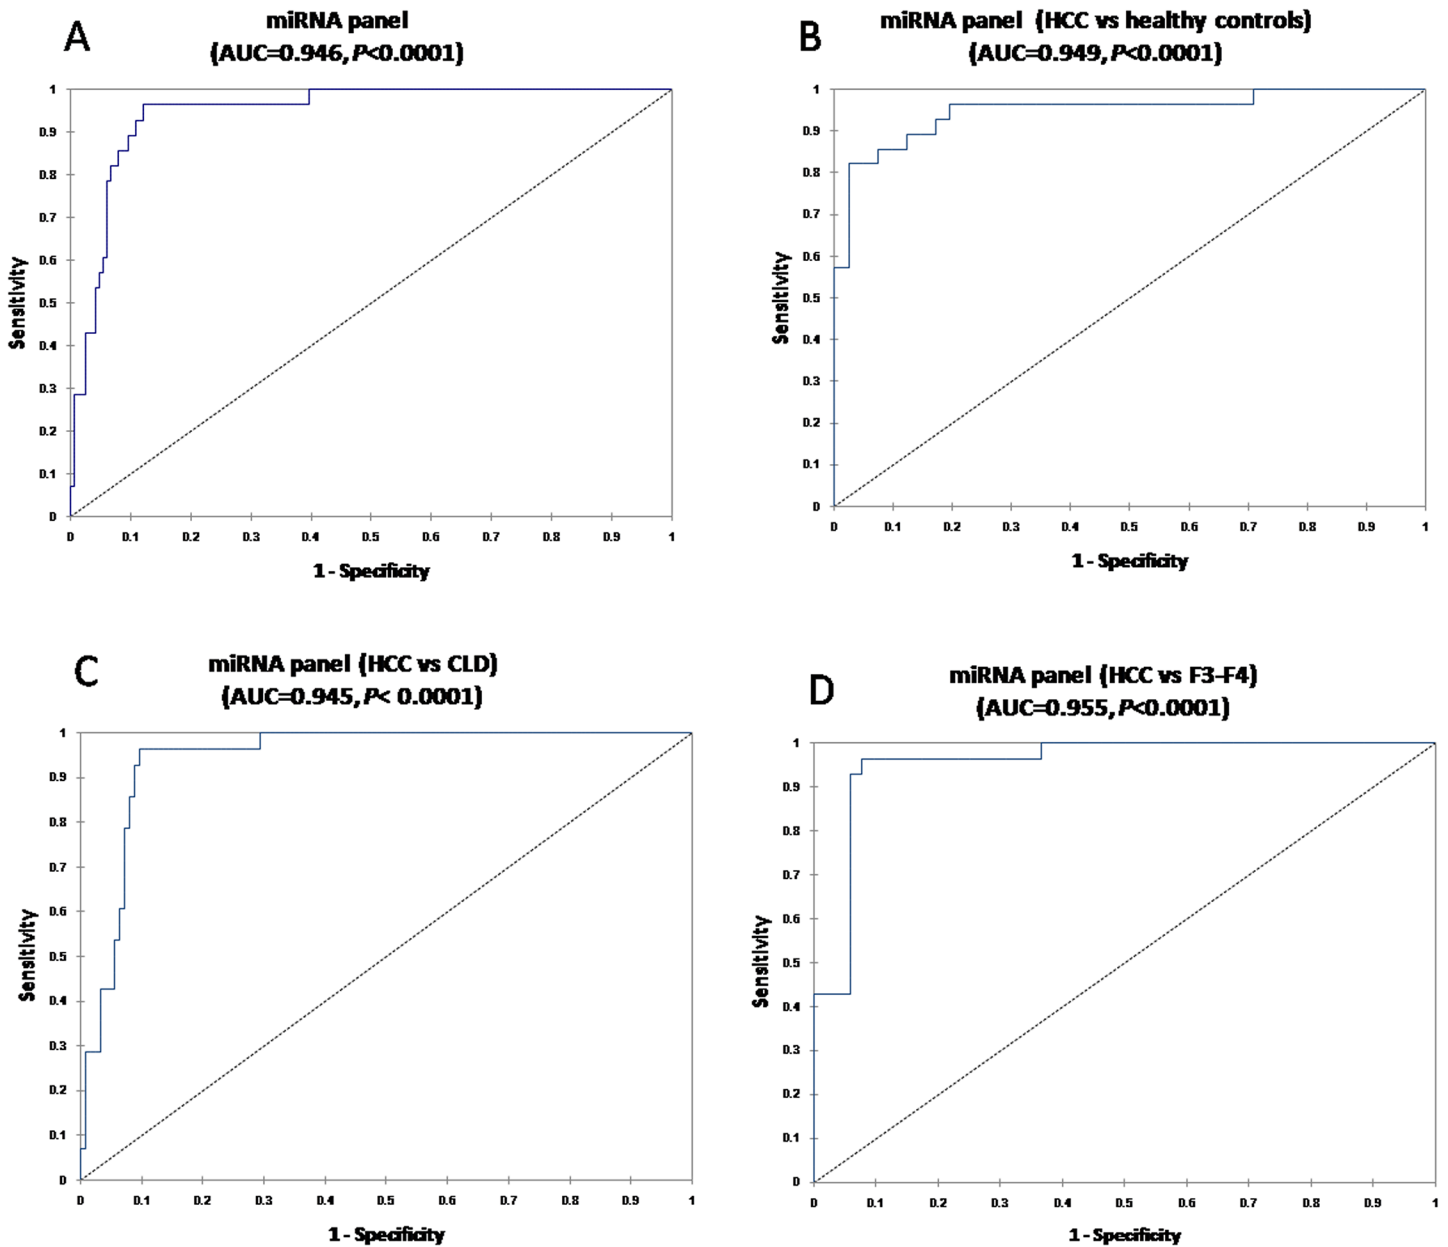 A
miRNA panel
(AUC=0.946, P<0.0001)
1
0.9
0.8
0.7
0.6
0.5
0.4
0.3
0.2
0.1
0
Sensitivity
0 0.1 0.2 0.3 0.4 0.5 0.6 0.7 0.8 0.9 1
1 - Specificity
B
miRNA panel (HCC vs healthy controls)
(AUC=0.949, P<0.0001)
1
0.9
0.8
0.7
0.6
0.5
0.4
0.3
0.2
0.1
0
Sensitivity
0 0.1 0.2 0.3 0.4 0.5 0.6 0.7 0.8 0.9 1
1 - Specificity
C
miRNA panel (HCC vs CLD)
(AUC=0.945, P< 0.0001)
1
0.9
0.8
0.7
0.6
0.5
0.4
0.3
0.2
0.1
0
Sensitivity
0 0.1 0.2 0.3 0.4 0.5 0.6 0.7 0.8 0.9 1
1 - Specificity
D
miRNA panel (HCC vs F3-F4)
(AUC=0.955, P<0.0001)
1
0.9
0.8
0.7
0.6
0.5
0.4
0.3
0.2
0.1
0
Sensitivity
0 0.1 0.2 0.3 0.4 0.5 0.6 0.7 0.8 0.9 1
1 - Specificity